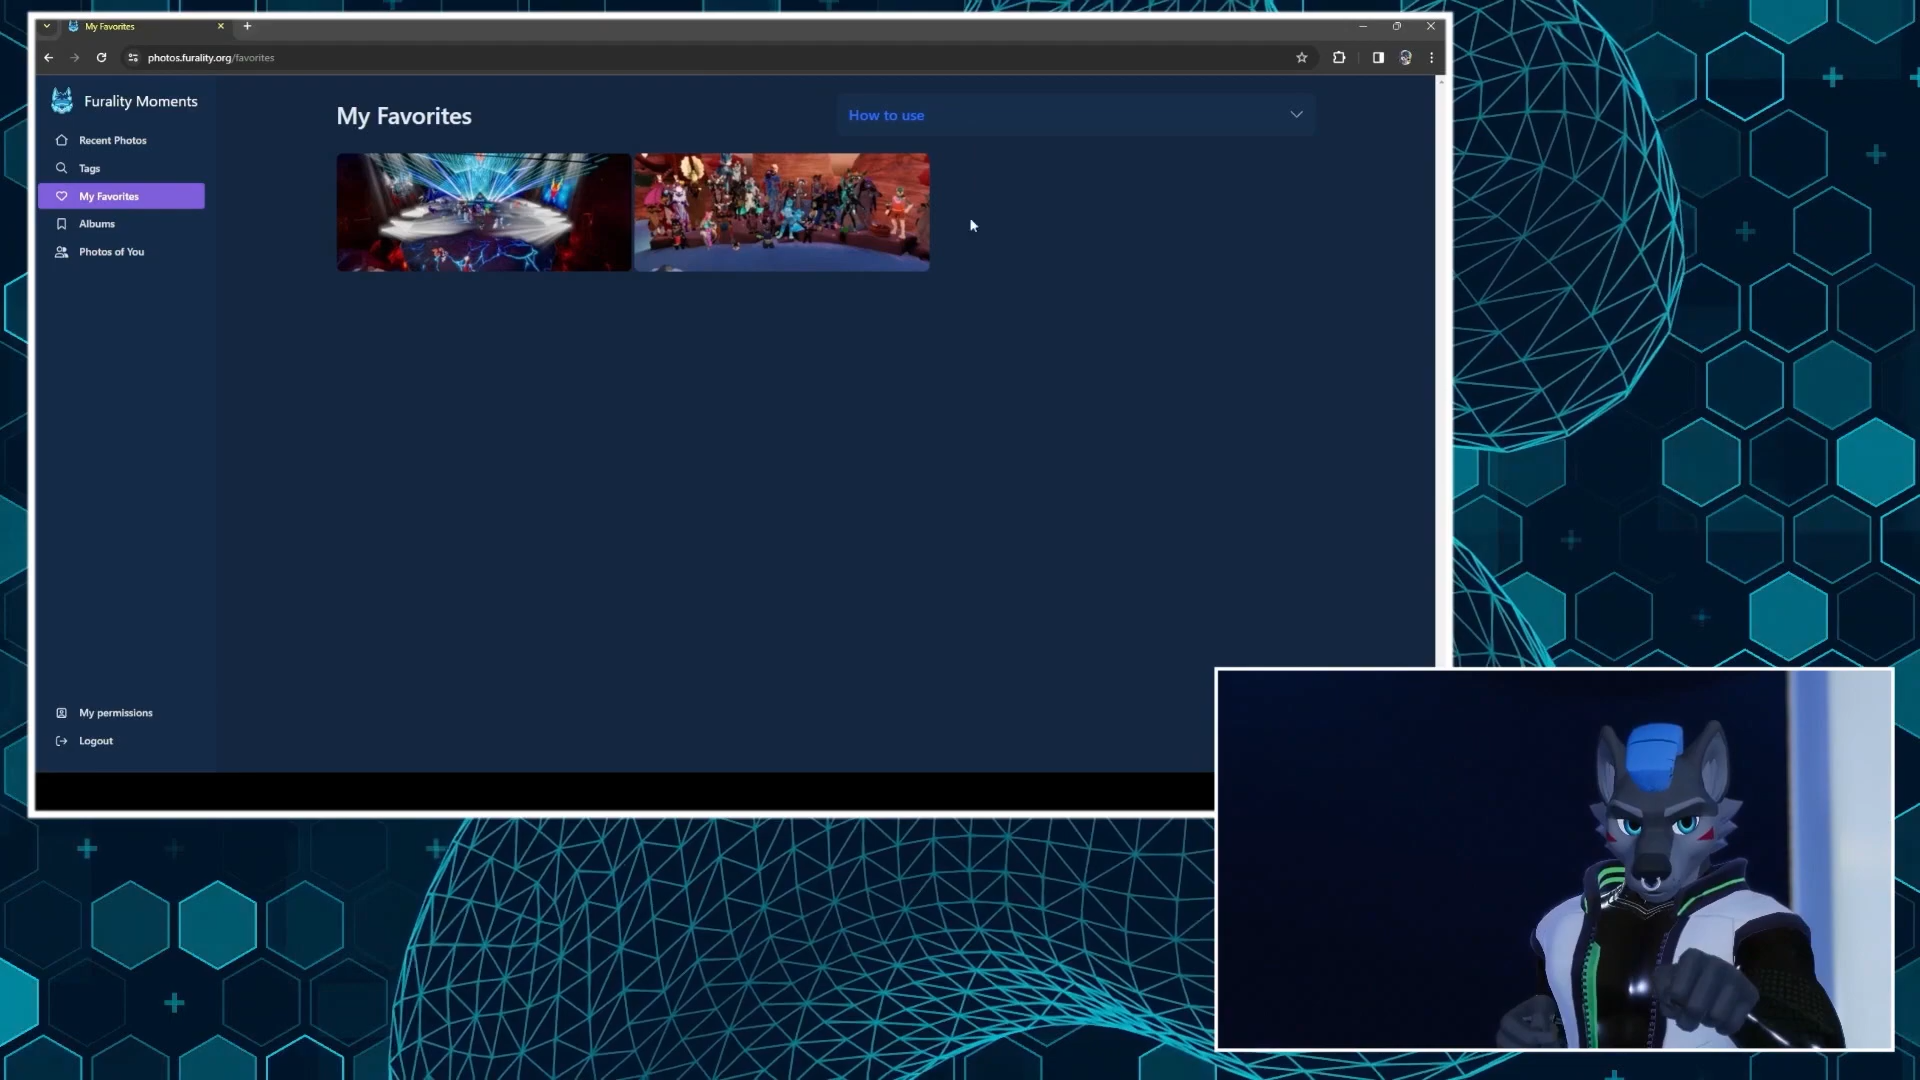 My Favorites
photos.furality.org/favorites
Furality Moments
Recent Photos
Tags
My Favorites
Albums
Photos of You
My permissions
Logout
My Favorites
How to use